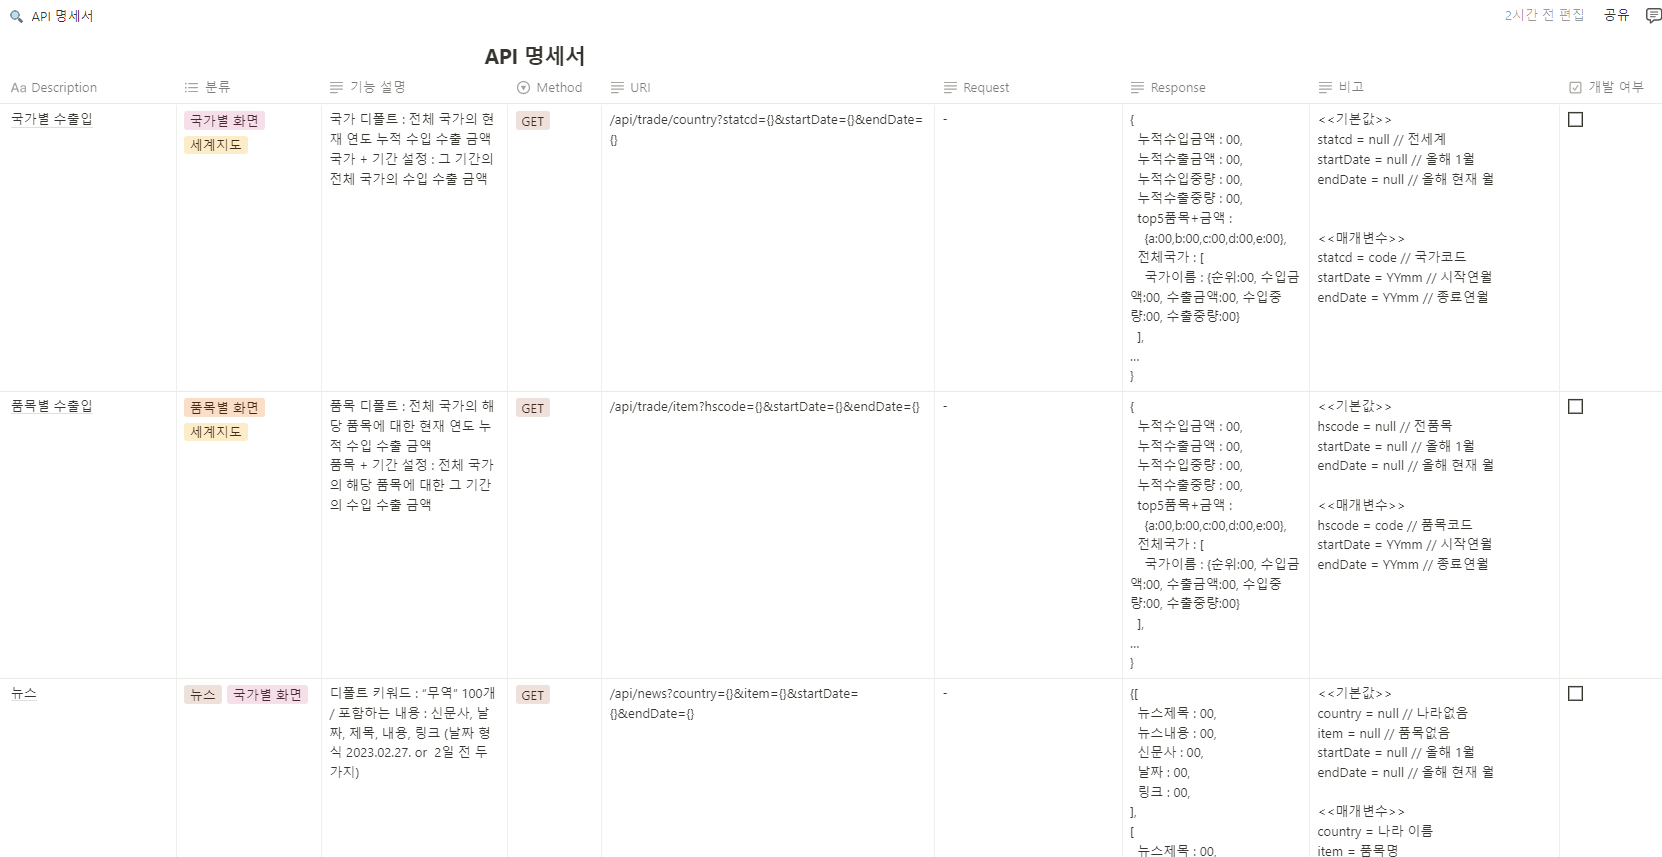 API 명세서
2시간 전 편집
공유
API 명세서
Aa Description
분류
기능 설명
Method
URI
Request
Response
비고
개발 여부
국가별 수출입
국가별 화면
세계지도
국가 디폴트 : 전체 국가의 현
재 연도 누적 수입 수출 금액
국가 + 기간 설정 : 그 기간의
전체 국가의 수입 수출 금액
GET
/api/trade/country?statcd={}&startDate={}&endDate=
{}
-
{
누적수입금액 : 00,
누적수출금액 : 00,
누적수입중량 : 00,
누적수출중량 : 00,
top5품목+금액 :
{a:00,b:00,c:00,d:00,e:00},
전체국가 : [
국가이름 : {순위:00, 수입금
액:00, 수출금액:00, 수입중
량:00, 수출중량:00}
],
...
}
<<기본값>>
statcd = null // 전세계
startDate = null // 올해 1월
endDate = null // 올해 현재 월
<<매개변수>>
statcd = code // 국가코드
startDate = YYmm // 시작연월
endDate = YYmm // 종료연월
품목별 수출입
품목별 화면
세계지도
품목 디폴트 : 전체 국가의 해
당 품목에 대한 현재 연도 누
적 수입 수출 금액
품목 + 기간 설정 : 전체 국가
의 해당 품목에 대한 그 기간
의 수입 수출 금액
GET
/api/trade/item?hscode={}&startDate={}&endDate={}
-
{
누적수입금액 : 00,
누적수출금액 : 00,
누적수입중량 : 00,
누적수출중량 : 00,
top5품목+금액 :
{a:00,b:00,c:00,d:00,e:00},
전체국가 : [
국가이름 : {순위:00, 수입금
액:00, 수출금액:00, 수입중
량:00, 수출중량:00}
],
...
}
<<기본값>>
hscode = null // 전품목
startDate = null // 올해 1월
endDate = null // 올해 현재 월
<<매개변수>>
hscode = code // 품목코드
startDate = YYmm // 시작연월
endDate = YYmm // 종료연월
뉴스
뉴스 국가별 화면
디폴트 키워드 : “무역” 100개
/ 포함하는 내용 : 신문사, 날
짜, 제목, 내용, 링크 (날짜 형
식 2023.02.27. or 2일 전 두
가지)
GET
/api/news?country={}&item={}&startDate=
{}&endDate={}
-
{[
뉴스제목 : 00,
뉴스내용 : 00,
신문사 : 00,
날짜 : 00,
링크 : 00,
],
[
뉴스제목 : 00,
<<기본값>>
country = null // 나라없음
item = null // 품목없음
startDate = null // 올해 1월
endDate = null // 올해 현재 월
<<매개변수>>
country = 나라 이름
item = 품목명